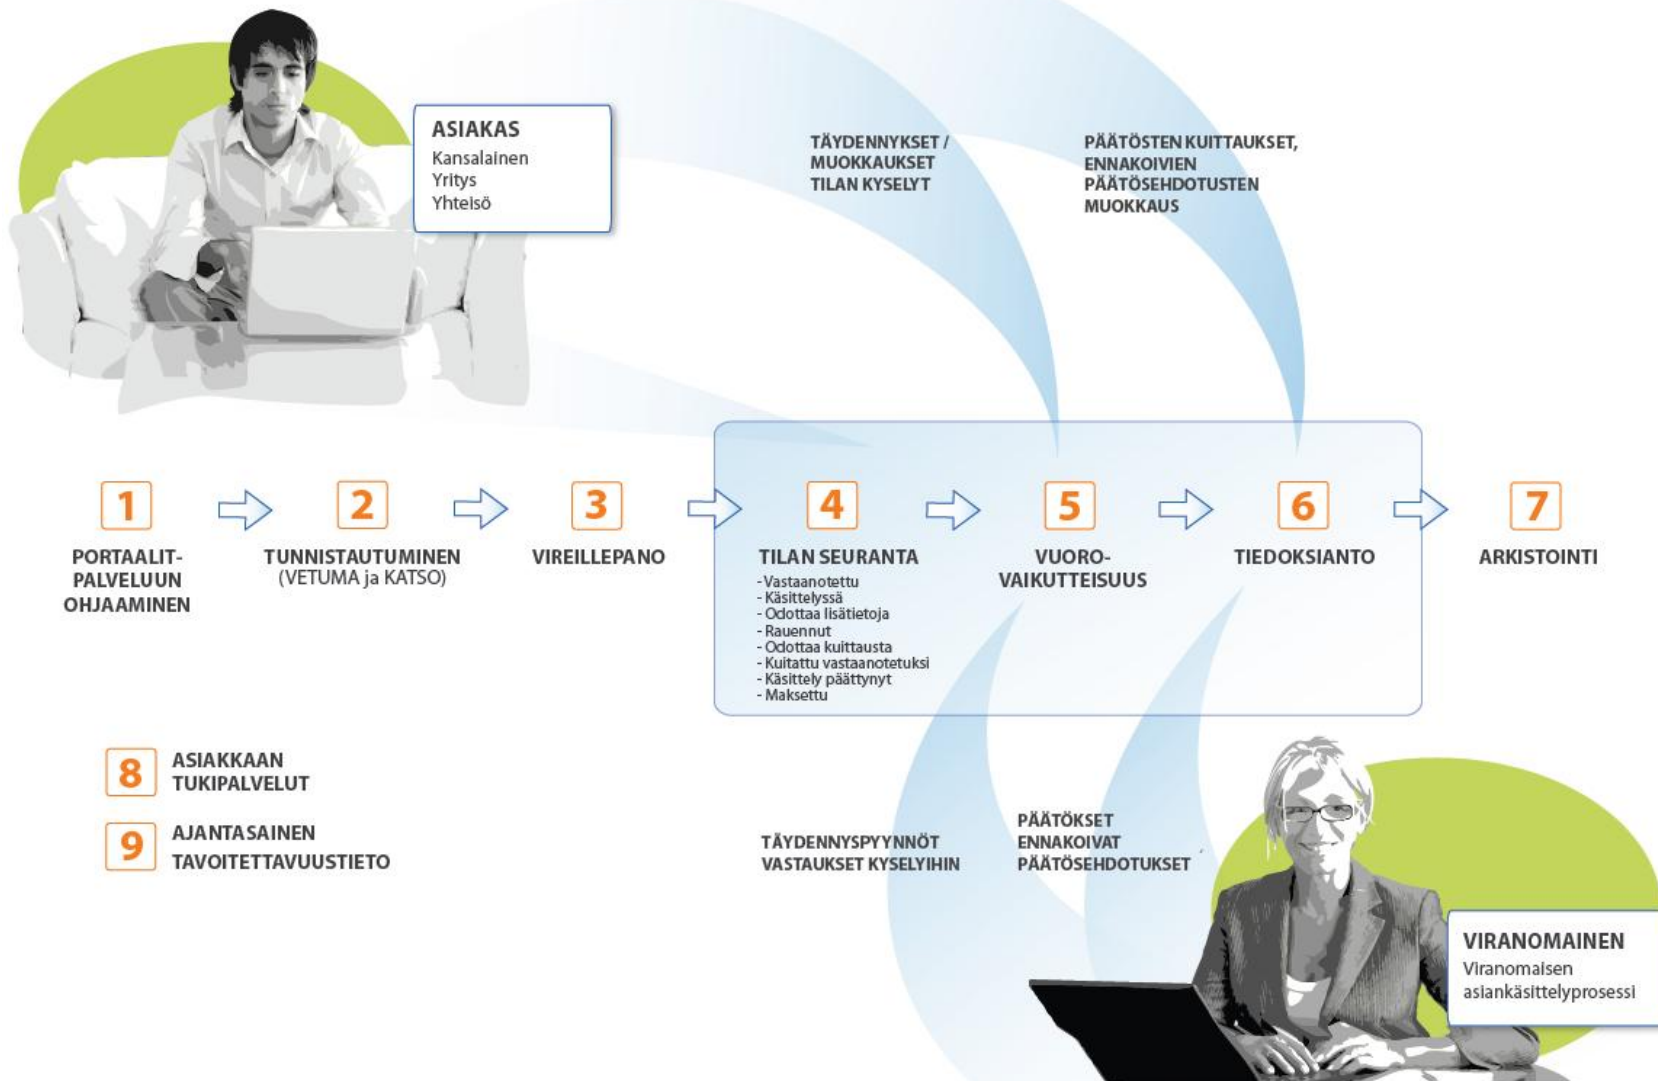 ASIAKAS
Kansalainen
Yritys
Yhteisö
TÄYDENNYKSET /
MUOKKAUKSET
TILAN KYSELYT
PÄÄTÖSTEN KUITTAUKSET,
ENNAKOIVIEN
PÄÄTÖSEHDOTUSTEN
MUOKKAUS
1
PORTAALIT-
PALVELUUN
OHJAAMINEN
2
TUNNISTAUTUMINEN
(VETUMA ja KATSO)
3
VIREILLEPANO
4
TILAN SEURANTA
- Vastaanotettu
- Käsittelyssä
- Odottaa lisätietoja
- Rauennut
- Odottaa kuittausta
- Kuitattu vastaanotetuksi
- Käsittely päättynyt
- Maksettu
5
VUORO-
VAIKUTTEISUUS
6
TIEDOKSIANTO
7
ARKISTOINTI
8
ASIAKKAAN
TUKIPALVELUT
9
AJANTASAINEN
TAVOITETTAVUUSTIETO
TÄYDENNYSPYYNNÖT
VASTAUKSET KYSELYIHIN
PÄÄTÖKSET
ENNAKOIVAT
PÄÄTÖSEHDOTUKSET
VIRANOMAINEN
Viranomaisen
asiankäsittelyprosessi